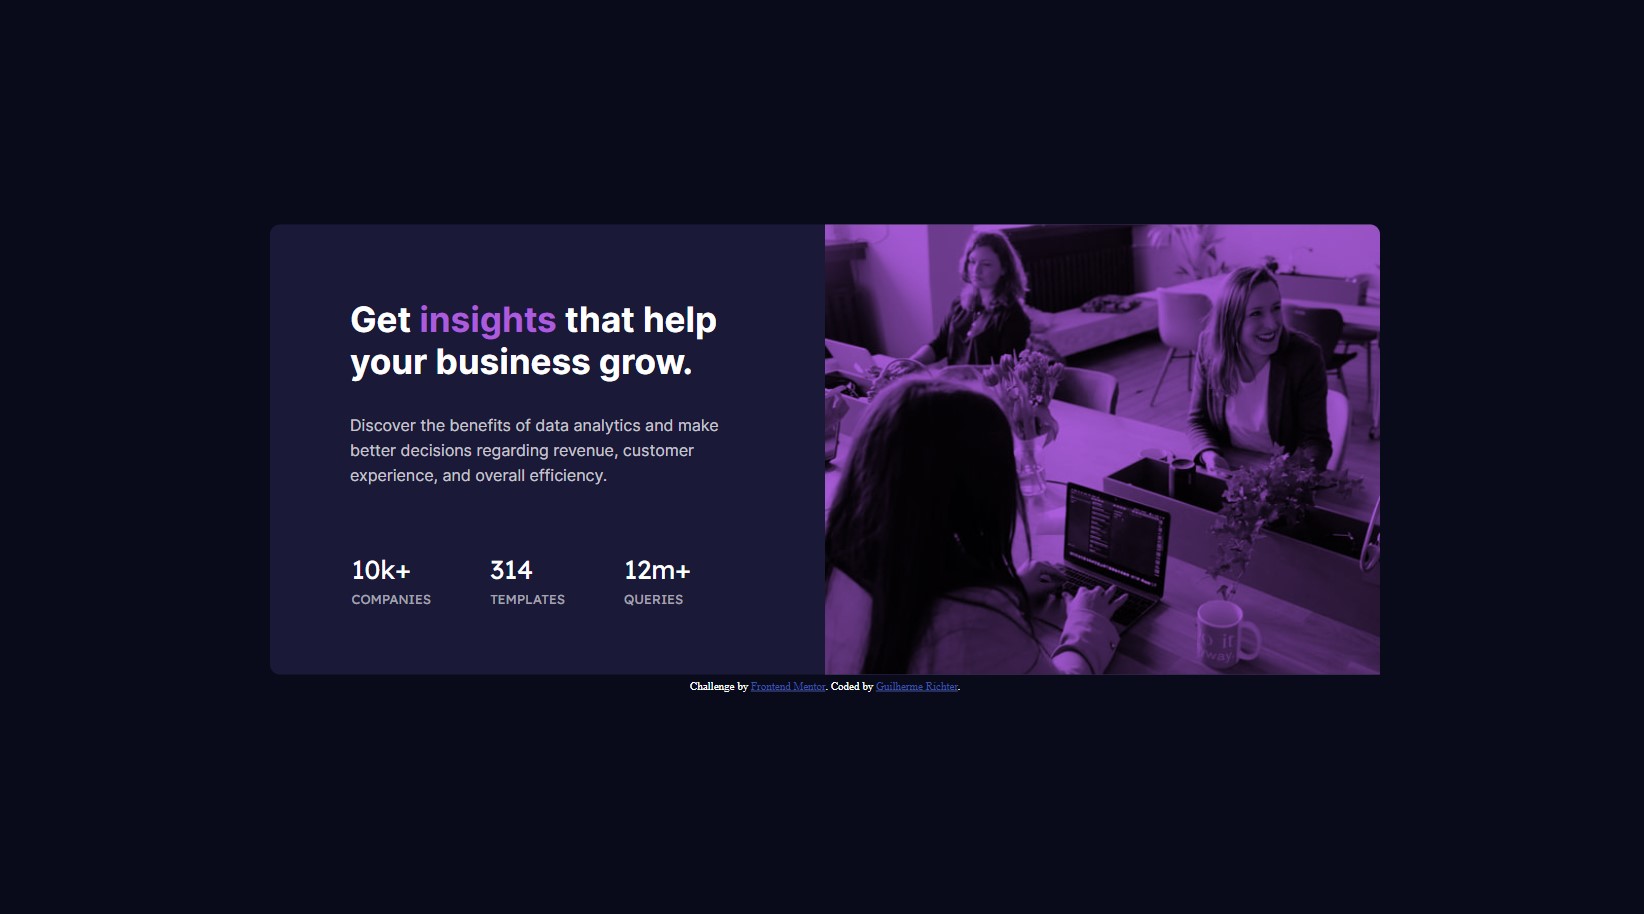 Get insights that help
your business grow.
Discover the benefits of data analytics and make
better decisions regarding revenue, customer
experience, and overall efficiency.
10k+ 314 12m+
COMPANIES TEMPLATES QUERIES
Challenge by Frontend Mentor. Coded by Guilherme Richter.